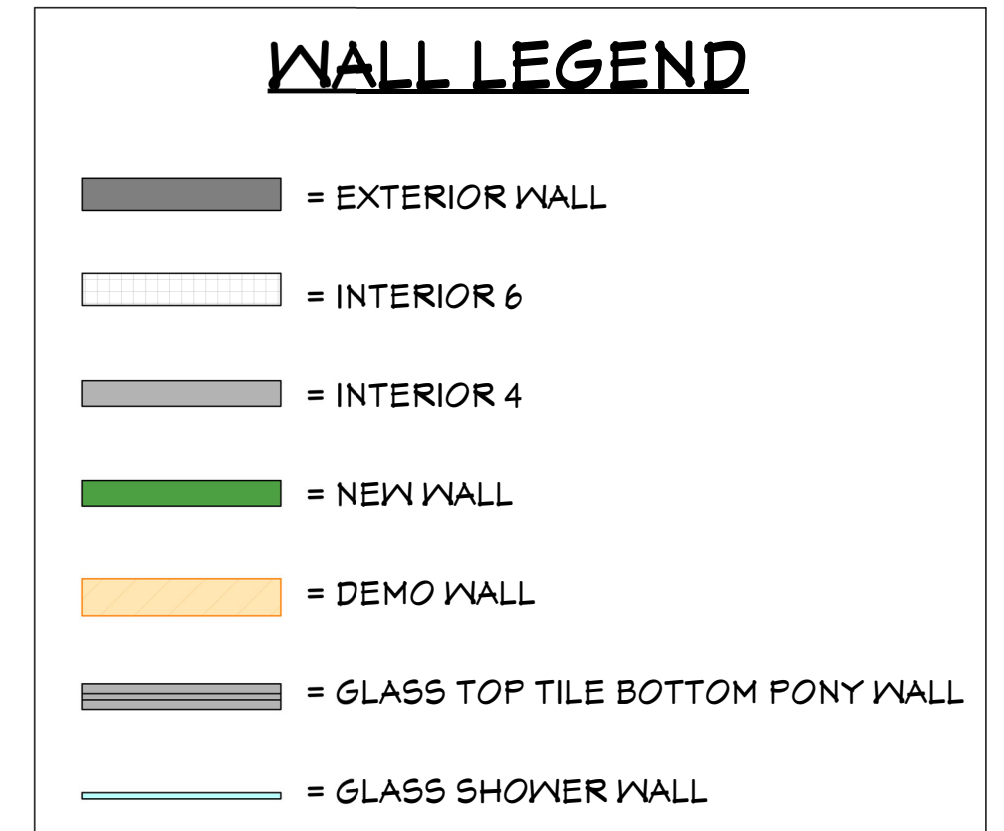 WALL LEGEND
= EXTERIOR WALL
= INTERIOR 6
= INTERIOR 4
= NEW WALL
= DEMO WALL
= GLASS TOP TILE BOTTOM PONY WALL
= GLASS SHOWER WALL